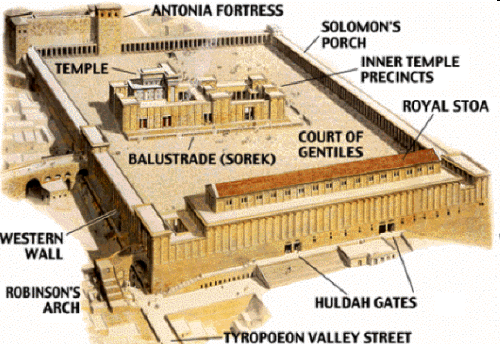 ANTONIA FORTRESS
SOLOMON'S
PORCH
TEMPLE
INNER TEMPLE
PRECINCTS
ROYAL STOA
BALUSTRADE (SOREK)
COURT OF
GENTILES
WESTERN
WALL
ROBINSON'S
ARCH
HULDAH GATES
TYROPOEON VALLEY STREET